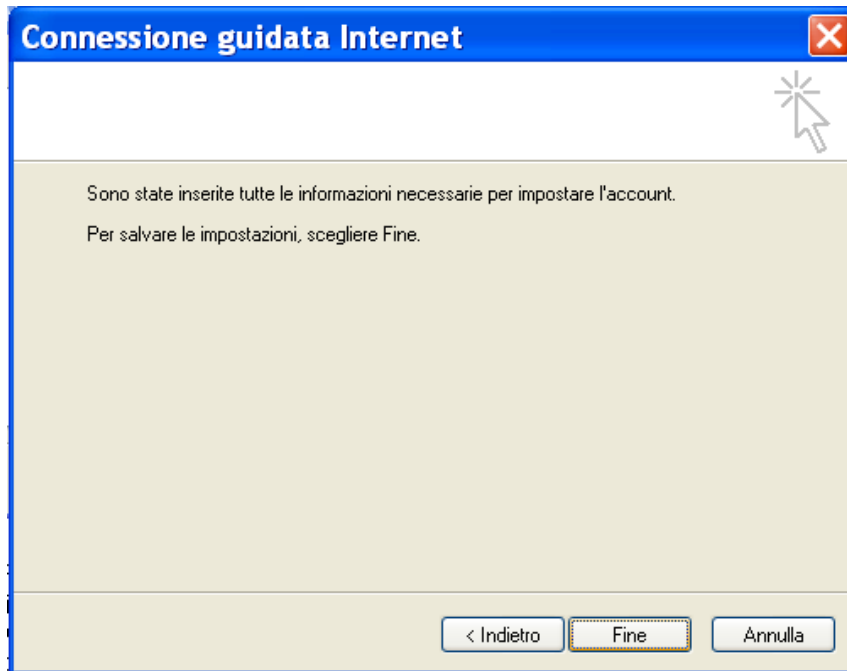 Connessione guidata Internet
Sono state inserite tutte le informazioni necessarie per impostare l'account.
Per salvare le impostazioni, scegliere Fine.
< Indietro
Fine
Annulla